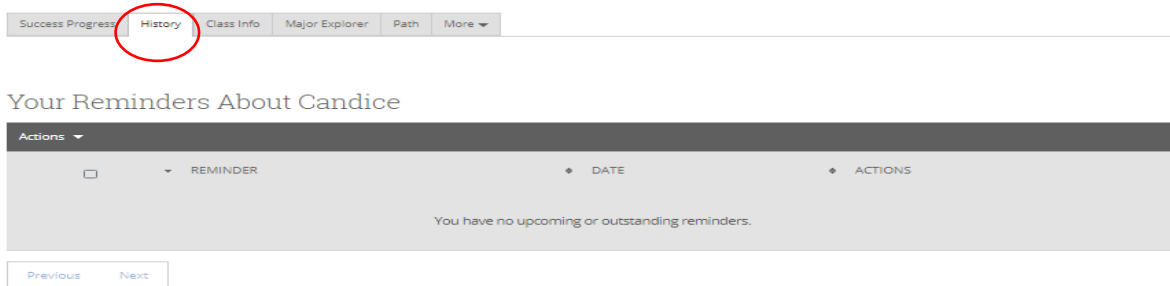 Success Progress History Class Info Major Explorer Path More
Your Reminders About Candice
Actions
REMINDER DATE ACTIONS
You have no upcoming or outstanding reminders.
Previous Next